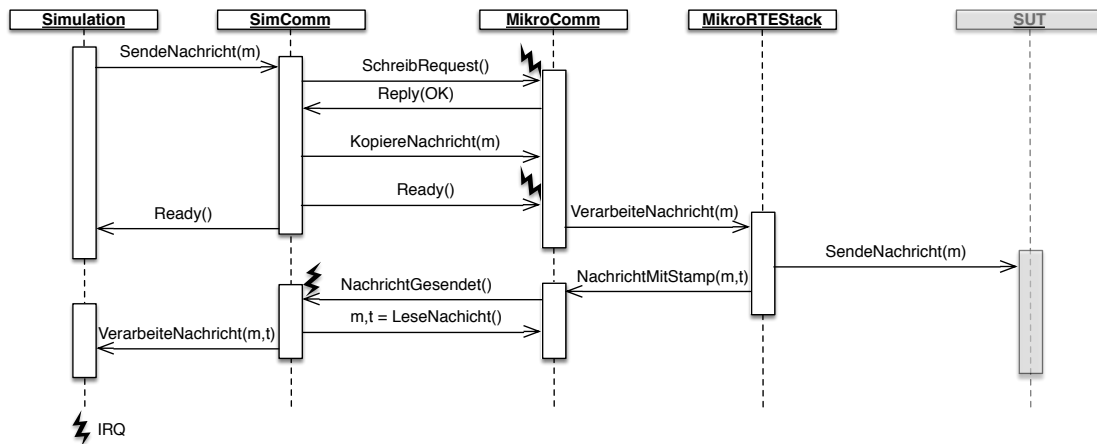 Simulation SimComm MikroComm MikroRTEStack SUT
SendeNachricht(m)
SchreibRequest()
Reply(OK)
KopiereNachricht(m)
Ready()
Ready()
VerarbeiteNachricht(m)
SendeNachricht(m)
NachrichtMitStamp(m,t)
NachrichtGesendet()
m,t = LeseNachicht()
VerarbeiteNachricht(m,t)
IRQ